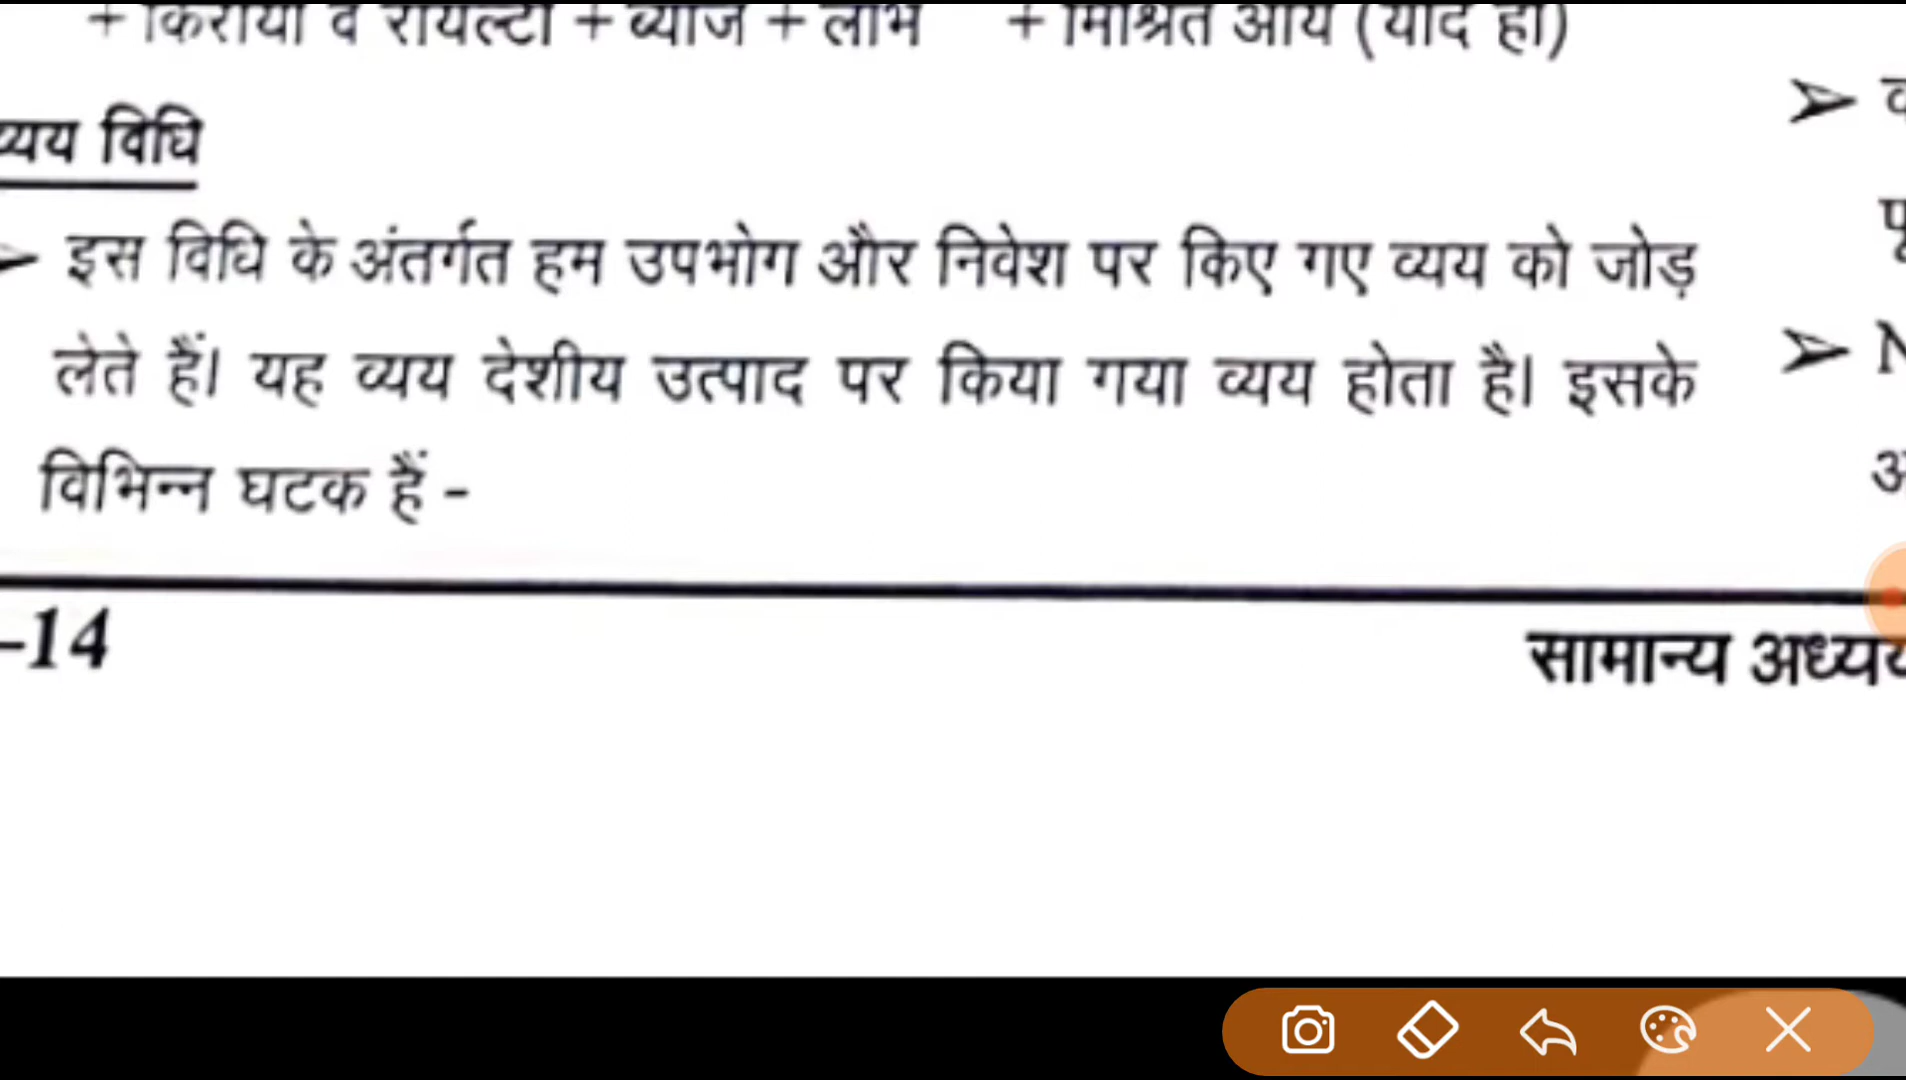 + किराया व रायल्टी + ब्याज + लाभ + मिश्रित आय (यदि हो)
व्यय विधि
➢ इस विधि के अंतर्गत हम उपभोग और निवेश पर किए गए व्यय को जोड़
लेते हैं। यह व्यय देशीय उत्पाद पर किया गया व्यय होता है। इसके
विभिन्न घटक हैं -
-14
सामान्य
➢
➢ N